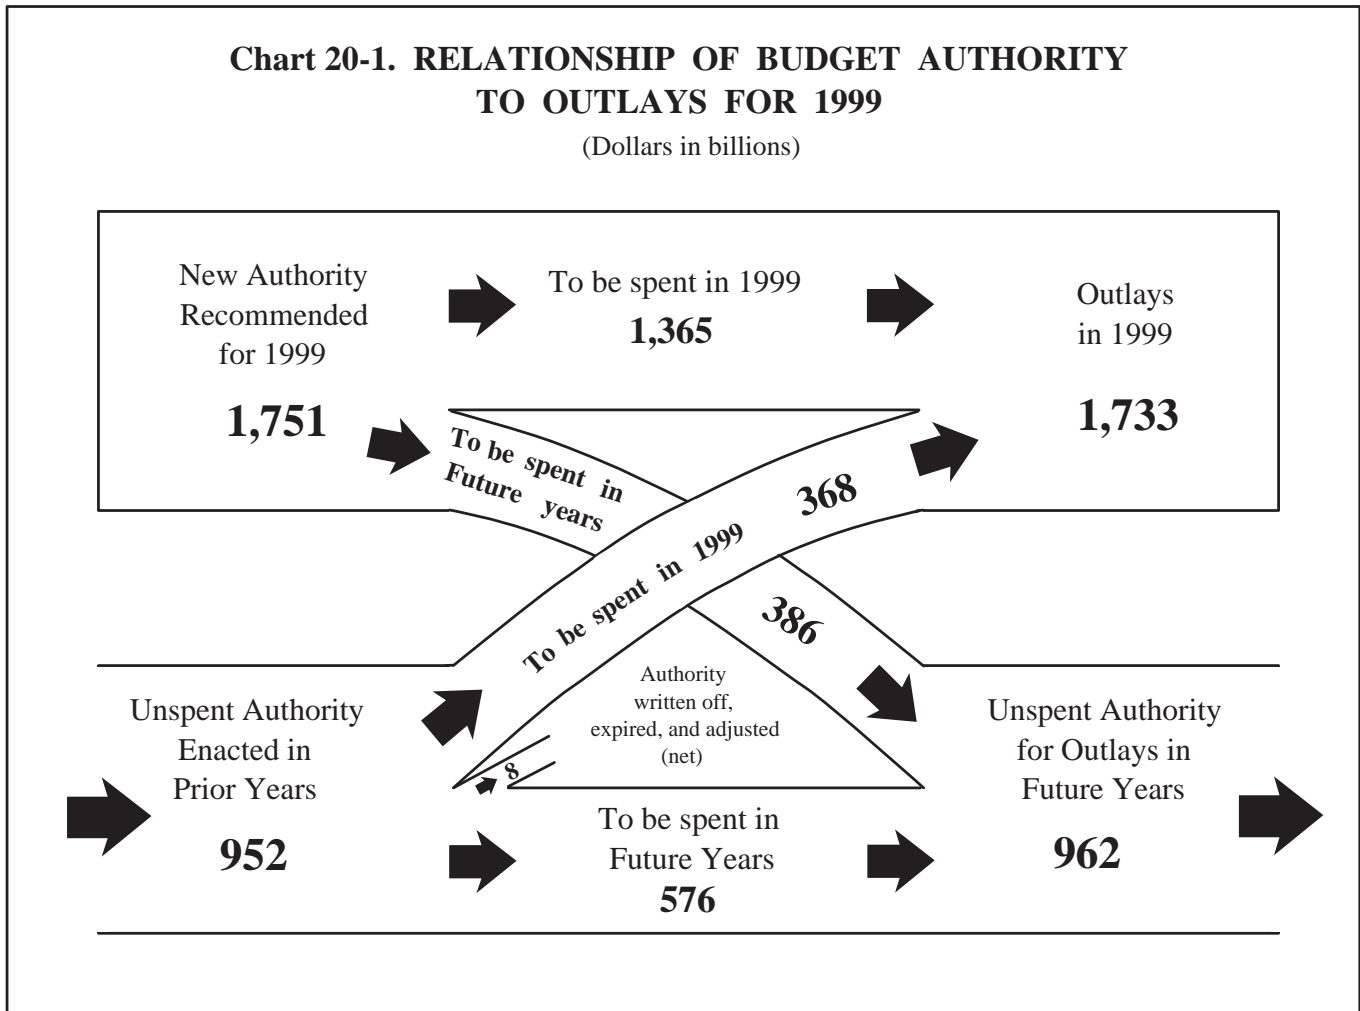 Chart 20-1. RELATIONSHIP OF BUDGET AUTHORITY
TO OUTLAYS FOR 1999
(Dollars in billions)
New Authority
Recommended
for 1999
1,751
To be spent in 1999
1,365
Outlays
in 1999
1,733
To be spent in
Future years
386
To be spent in 1999
368
Unspent Authority
Enacted in
Prior Years
952
Authority
written off,
expired, and adjusted
(net)
8
To be spent in
Future Years
576
Unspent Authority
for Outlays in
Future Years
962